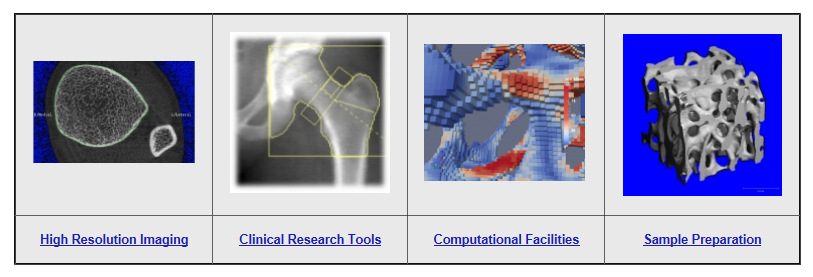 High Resolution Imaging
Clinical Research Tools
Computational Facilities
Sample Preparation